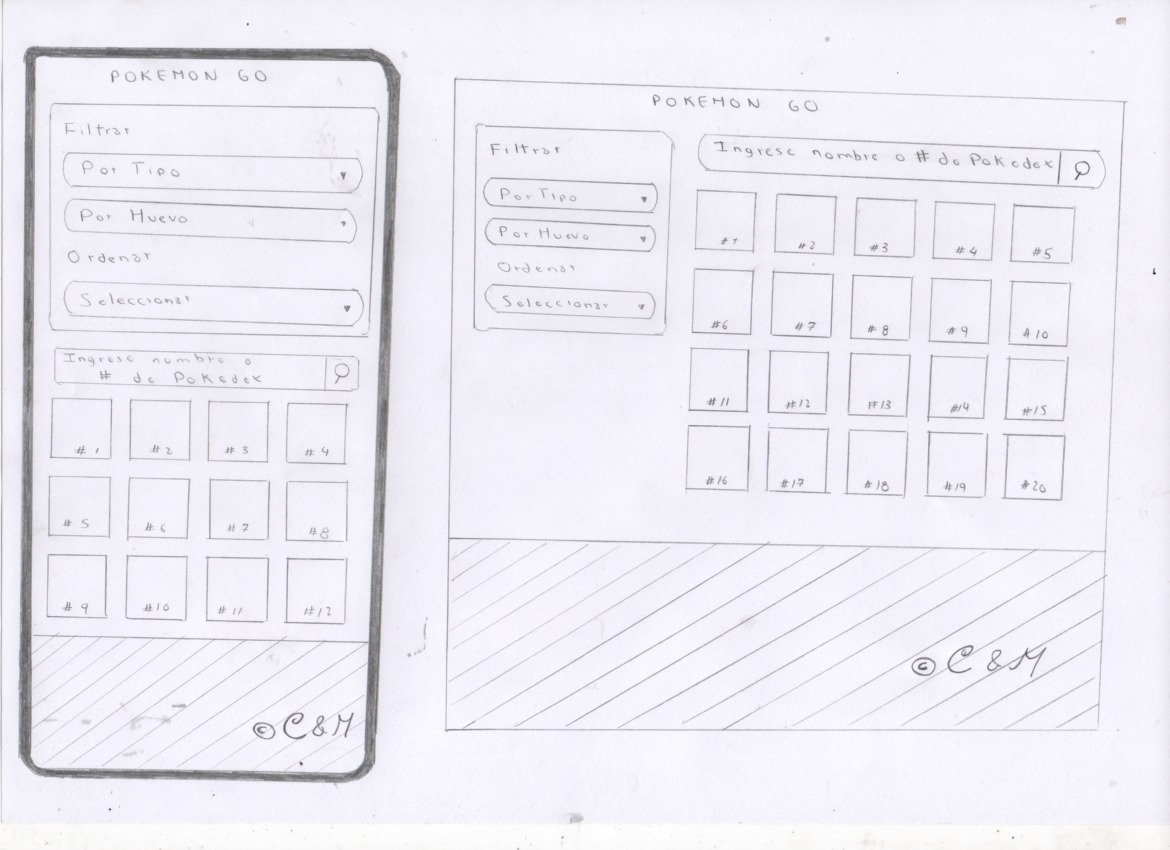 POKEMON GO
Filtrar
Por Tipo
Por Huevo
Ordenar
Seleccionar
Ingrese nombre o
# de Pokedex
#1 #2 #3 #4
#5 #6 #7 #8
#9 #10 #11 #12
© C & M
POKEMON GO
Filtrar
Por Tipo
Por Huevo
Ordenar
Seleccionar
Ingrese nombre o # de Pokedex
#1 #2 #3 #4 #5
#6 #7 #8 #9 #10
#11 #12 #13 #14 #15
#16 #17 #18 #19 #20
© C & M